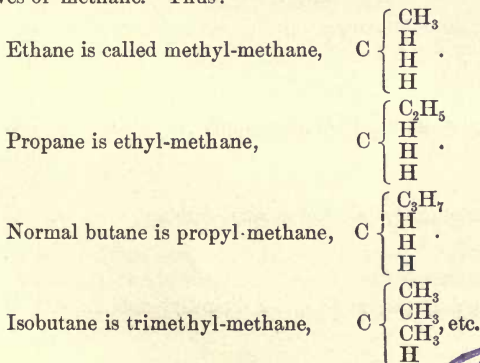 ves of methane. Thus:
Ethane is called methyl-methane, C { CH₃ H H H .
Propane is ethyl-methane, C { C₂H₅ H H H .
Normal butane is propyl-methane, C { C₃H₇ H H H .
Isobutane is trimethyl-methane, C { CH₃ CH₃ CH₃ H , etc.